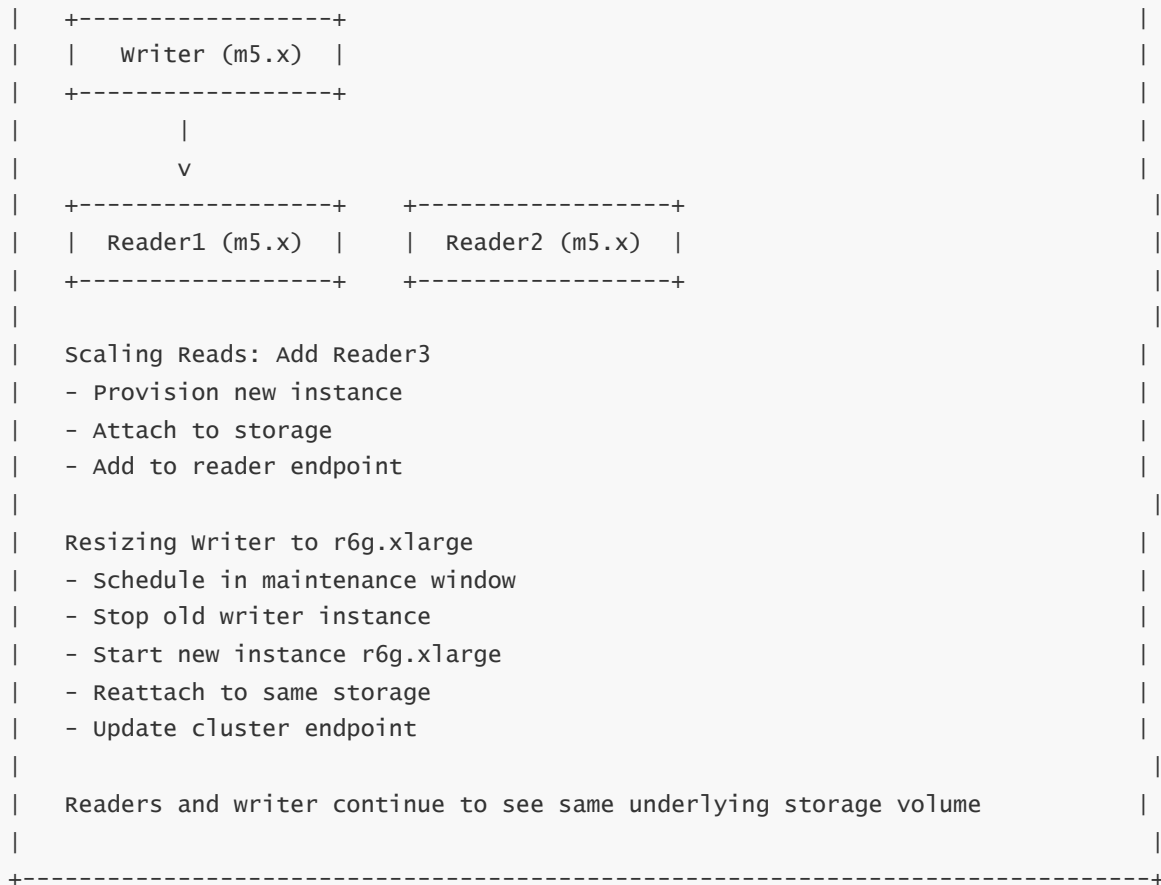 |   +------------------+                                                         |
|   |   Writer (m5.x)  |                                                         |
|   +------------------+                                                         |
|           |                                                                    |
|           v                                                                    |
|   +------------------+    +------------------+                                 |
|   |  Reader1 (m5.x)  |    |  Reader2 (m5.x)  |                                 |
|   +------------------+    +------------------+                                 |
|                                                                                |
|   Scaling Reads: Add Reader3                                                   |
|   - Provision new instance                                                     |
|   - Attach to storage                                                          |
|   - Add to reader endpoint                                                     |
|                                                                                 |
|   Resizing Writer to r6g.xlarge                                                |
|   - Schedule in maintenance window                                             |
|   - Stop old writer instance                                                   |
|   - Start new instance r6g.xlarge                                              |
|   - Reattach to same storage                                                   |
|   - Update cluster endpoint                                                    |
|                                                                                 |
|   Readers and writer continue to see same underlying storage volume            |
|                                                                                 |
+--------------------------------------------------------------------------------+